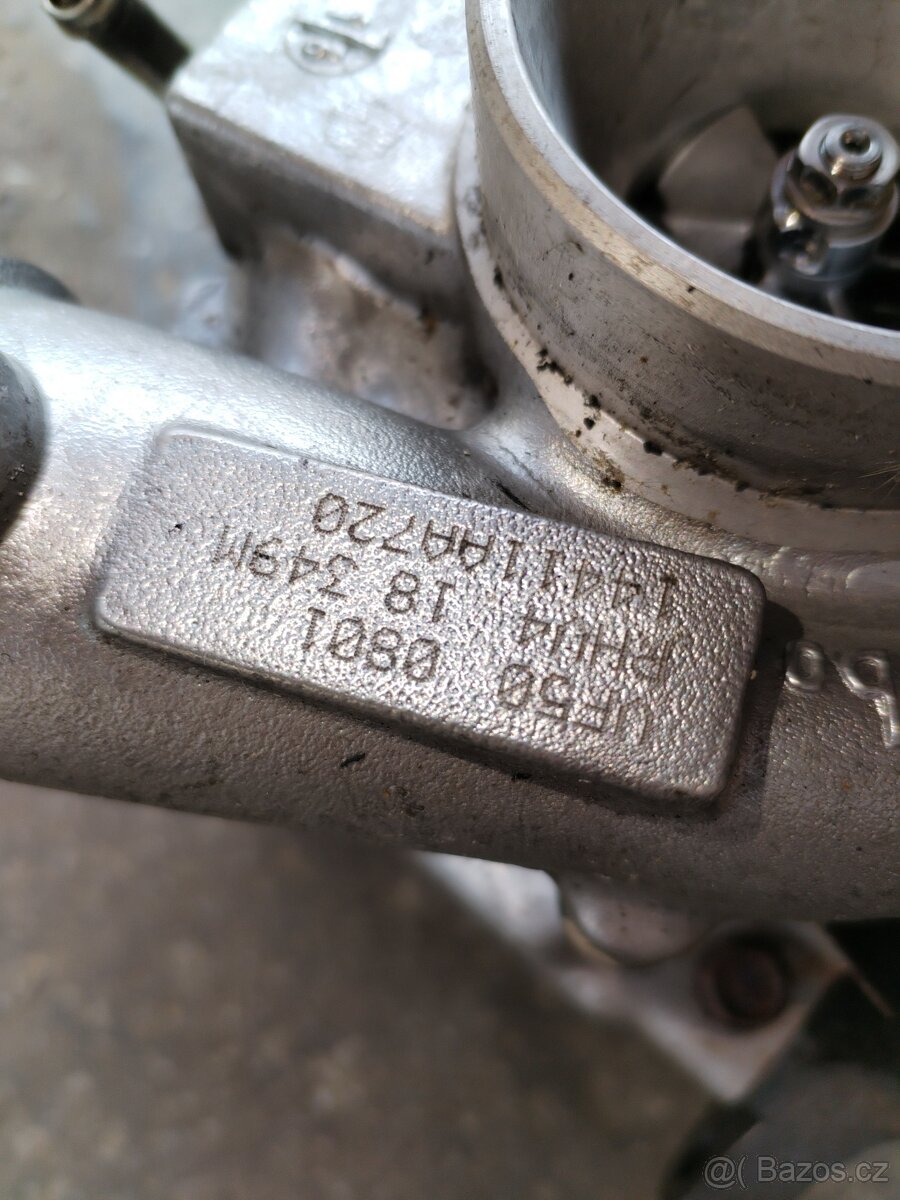 VF50 0801
RHF4 18 349M
14411AA720
@( Bazos.cz